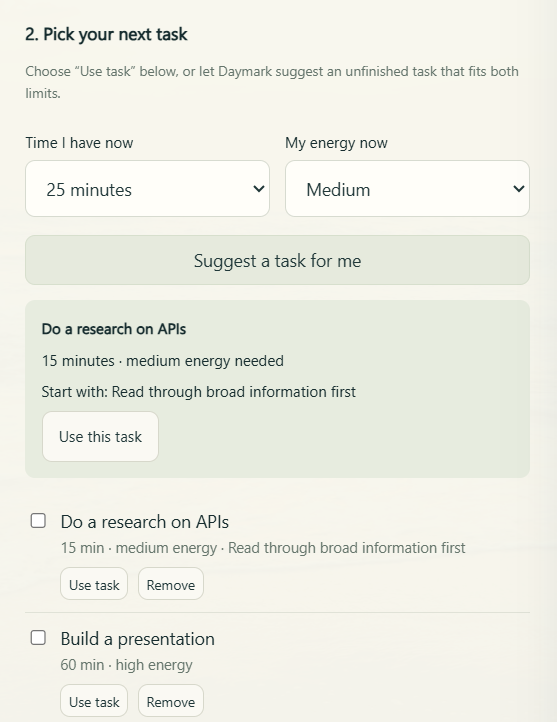 2. Pick your next task
Choose “Use task” below, or let Daymark suggest an unfinished task that fits both
limits.
Time I have now
My energy now
25 minutes
Medium
Suggest a task for me
Do a research on APIs
15 minutes · medium energy needed
Start with: Read through broad information first
Use this task
Do a research on APIs
15 min · medium energy · Read through broad information first
Use task
Remove
Build a presentation
60 min · high energy
Use task
Remove